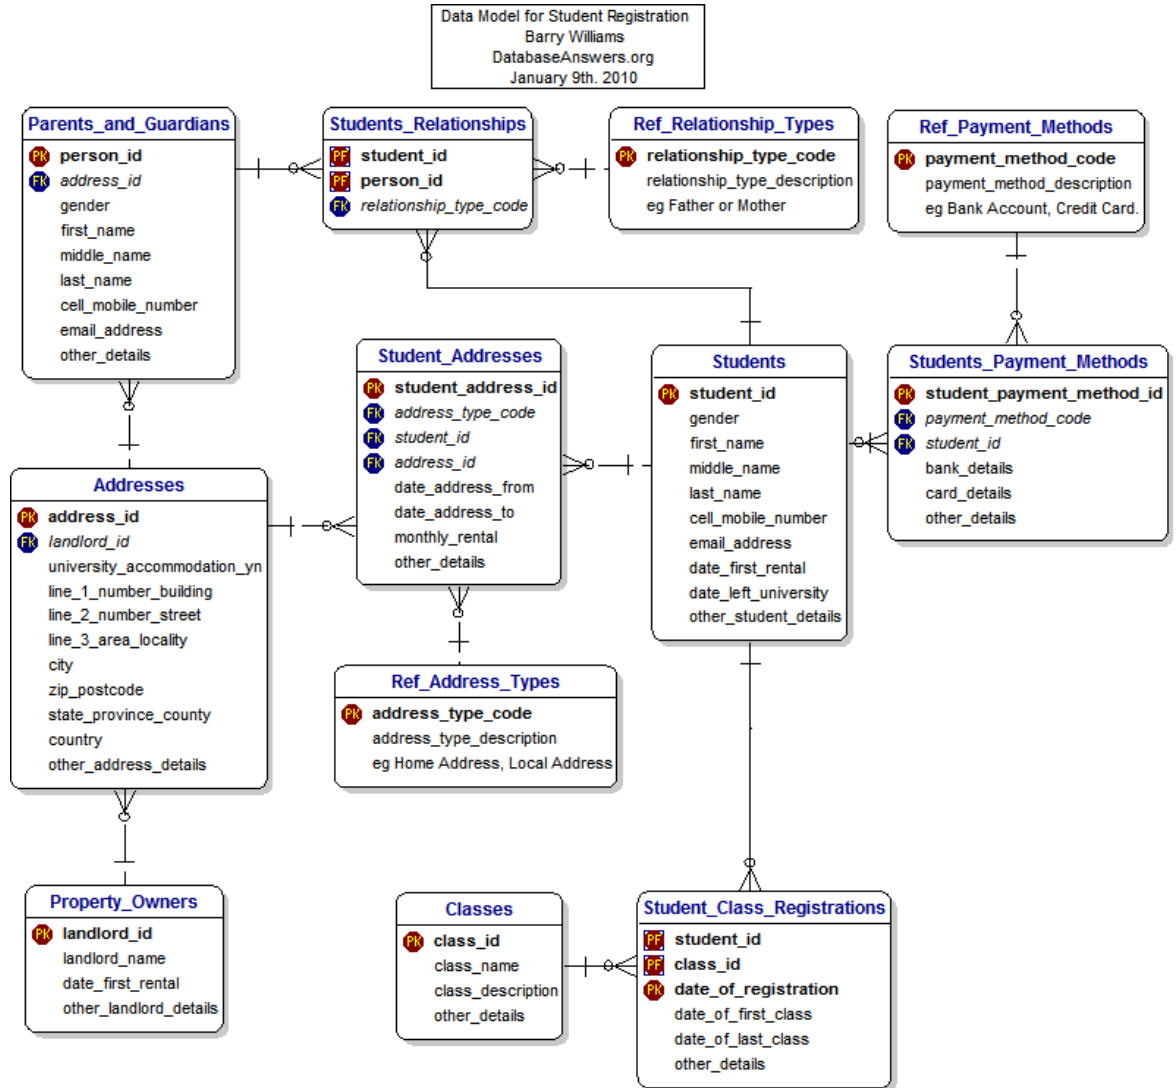 Data Model for Student Registration
Barry Williams
DatabaseAnswers.org
January 9th. 2010
Parents_and_Guardians
PK person_id
FK address_id
gender
first_name
middle_name
last_name
cell_mobile_number
email_address
other_details
Students_Relationships
PF student_id
PF person_id
FK relationship_type_code
Ref_Relationship_Types
PK relationship_type_code
relationship_type_description
eg Father or Mother
Ref_Payment_Methods
PK payment_method_code
payment_method_description
eg Bank Account, Credit Card.
Student_Addresses
PK student_address_id
FK address_type_code
FK student_id
FK address_id
date_address_from
date_address_to
monthly_rental
other_details
Students
PK student_id
gender
first_name
middle_name
last_name
cell_mobile_number
email_address
date_first_rental
date_left_university
other_student_details
Students_Payment_Methods
PK student_payment_method_id
FK payment_method_code
FK student_id
bank_details
card_details
other_details
Addresses
PK address_id
FK landlord_id
university_accommodation_yn
line_1_number_building
line_2_number_street
line_3_area_locality
city
zip_postcode
state_province_county
country
other_address_details
Ref_Address_Types
PK address_type_code
address_type_description
eg Home Address, Local Address
Property_Owners
PK landlord_id
landlord_name
date_first_rental
other_landlord_details
Classes
PK class_id
class_name
class_description
other_details
Student_Class_Registrations
PF student_id
PF class_id
PK date_of_registration
date_of_first_class
date_of_last_class
other_details